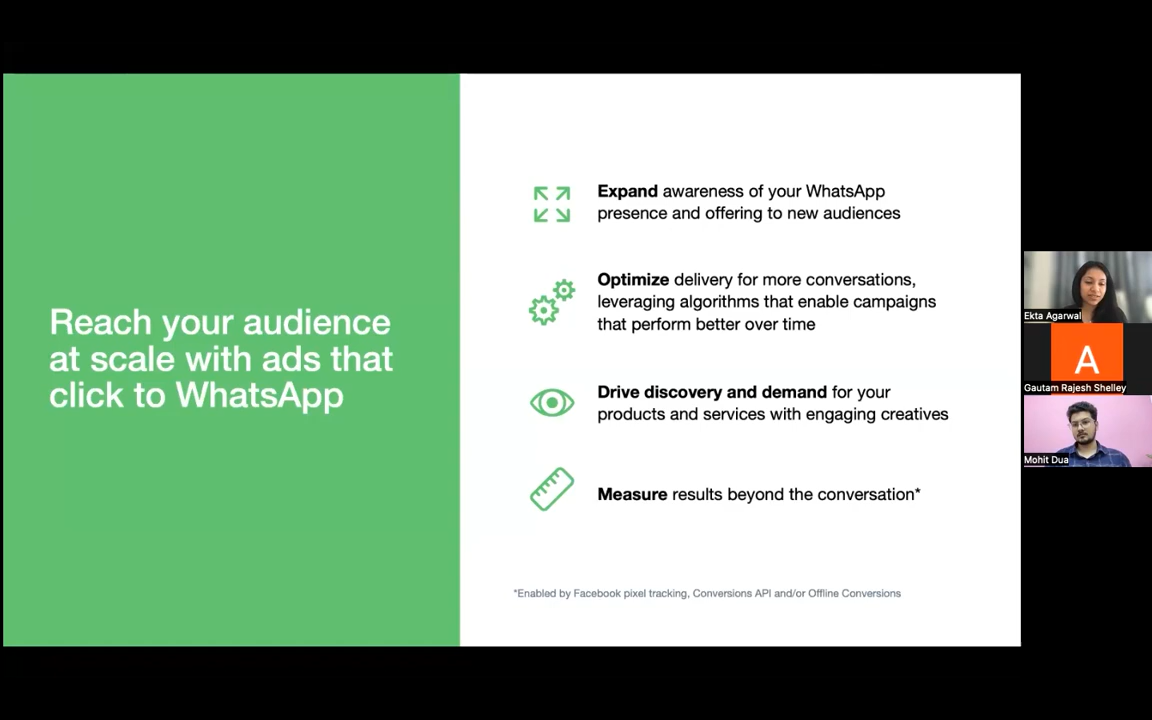 Reach your audience
at scale with ads that
click to WhatsApp
Expand awareness of your WhatsApp
presence and offering to new audiences
Optimize delivery for more conversations,
leveraging algorithms that enable campaigns
that perform better over time
Drive discovery and demand for your
products and services with engaging creatives
Measure results beyond the conversation*
*Enabled by Facebook pixel tracking, Conversions API and/or Offline Conversions
Ekta Agarwal
A
Gautam Rajesh Shelley
Mohit Dua